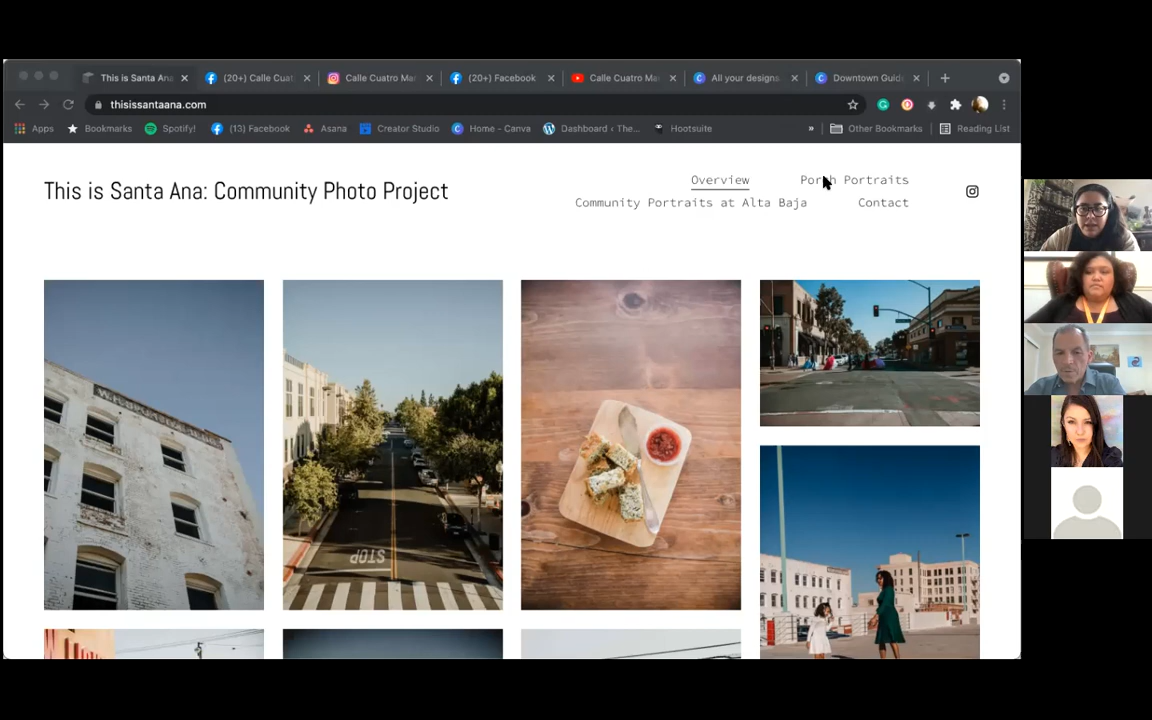 This is Santa Ana
(20+) Calle Cuat
Calle Cuatro Mar
(20+) Facebook
Calle Cuatro Ma
All your designs
Downtown Guid
thisissantaana.com
Apps
Bookmarks
Spotify!
(13) Facebook
Asana
Creator Studio
Home - Canva
Dashboard ‹ The...
Hootsuite
»
Other Bookmarks
Reading List
This is Santa Ana: Community Photo Project
Overview
Porch Portraits
Community Portraits at Alta Baja
Contact
STOP